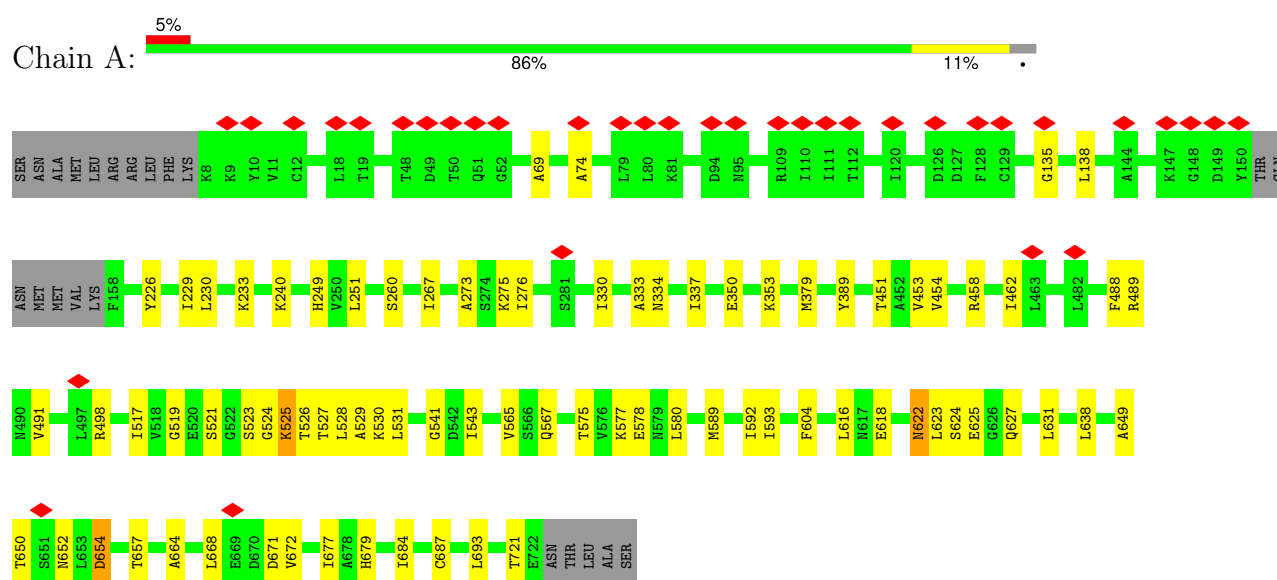 5%
Chain A:
86%
11%
•
SER ASN ALA MET LEU ARG ARG LEU PHE LYS K8 K9 Y10 V11 C12 L18 T19 T48 D49 T50 Q51 G52 A69 A74 L79 L80 K81 D94 N95 R109 I110 I111 T112 I120 D126 D127 F128 C129 G135 L138 A144 K147 G148 D149 Y150 THR GLN
ASN MET MET VAL LYS F158 Y226 I229 L230 K233 K240 H249 V250 L251 S260 I267 A273 S274 K275 I276 S281 I330 A333 N334 I337 E350 K353 M379 Y389 T451 A452 V453 V454 R458 I462 L463 L482 F488 R489
N490 V491 L497 R498 I517 V518 G519 E520 S521 G522 S523 G524 K525 T526 T527 L528 A529 K530 L531 G541 D542 I543 V565 S566 Q567 T575 V576 K577 E578 N579 L580 M589 I592 I593 F604 L616 N617 E618 N622 L623 S624 E625 G626 Q627 L631 L638 A649
T650 S651 N652 L653 D654 T657 A664 L668 E669 D670 D671 V672 I677 A678 H679 I684 C687 L693 T721 E722 ASN THR LEU ALA SER